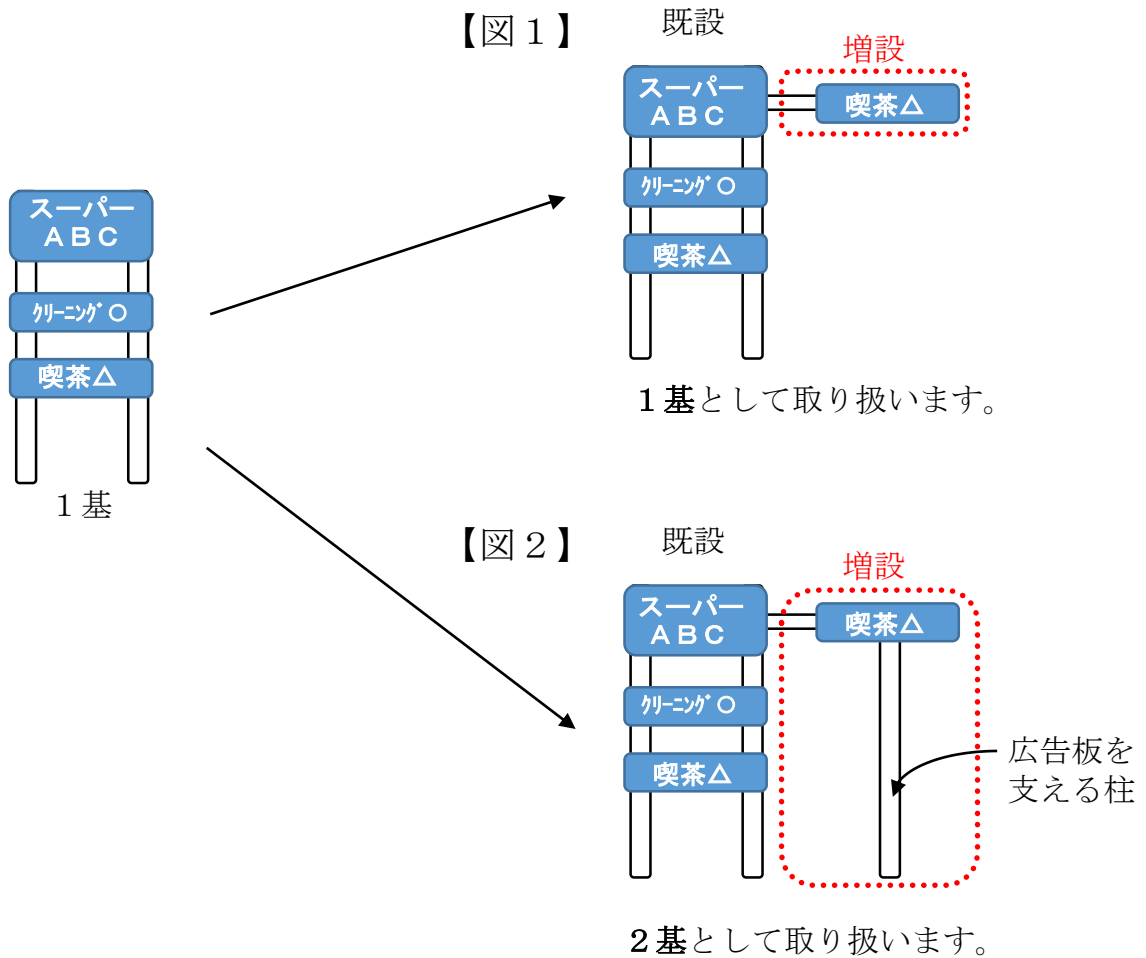 スーパー
ＡＢＣ
ｸﾘｰﾆﾝｸﾞ〇
喫茶△
１基
【図１】
既設
増設
スーパー
ＡＢＣ
喫茶△
ｸﾘｰﾆﾝｸﾞ〇
喫茶△
１基として取り扱います。
【図２】
既設
増設
スーパー
ＡＢＣ
喫茶△
ｸﾘｰﾆﾝｸﾞ〇
喫茶△
広告板を
支える柱
２基として取り扱います。